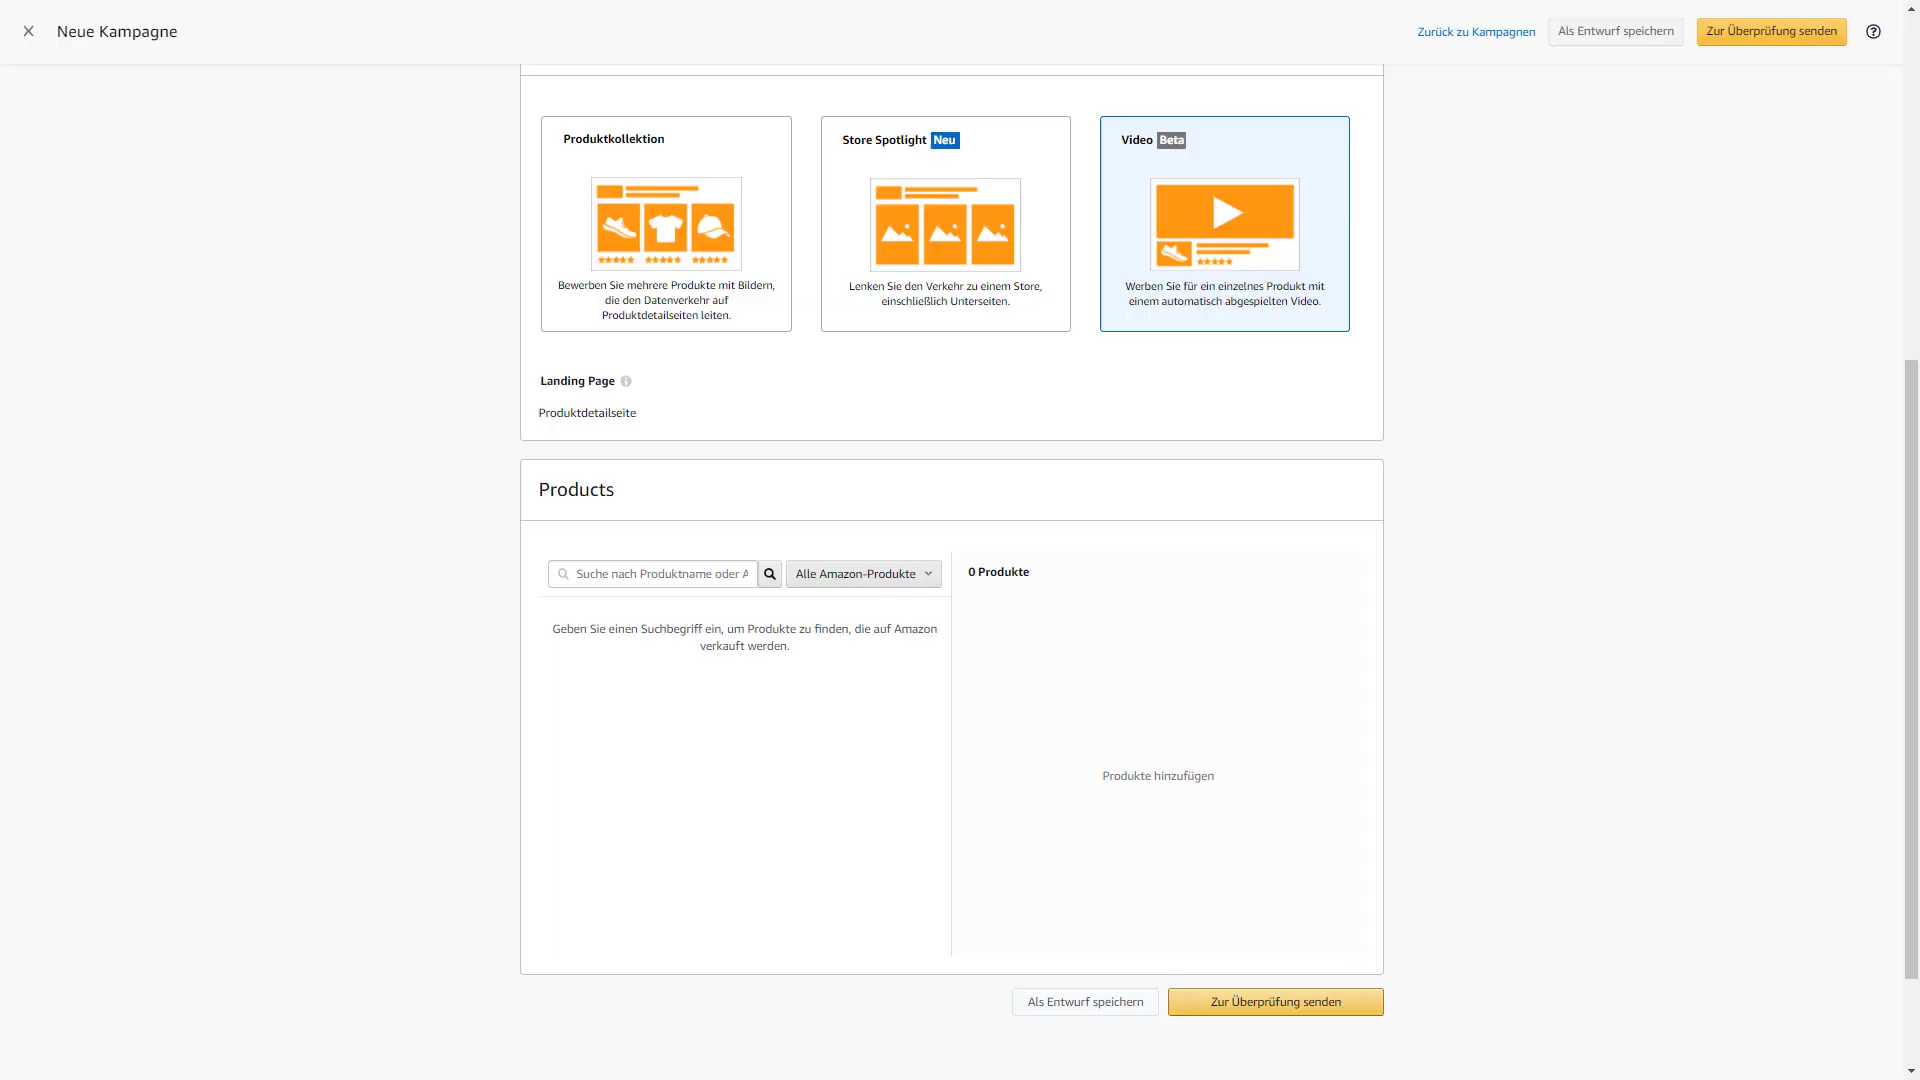 Neue Kampagne
Zurück zu Kampagnen
Als Entwurf speichern
Zur Überprüfung senden
Produktkollektion
Bewerben Sie mehrere Produkte mit Bildern,
die den Datenverkehr auf
Produktdetailseiten leiten.
Store Spotlight Neu
Lenken Sie den Verkehr zu einem Store,
einschließlich Unterseiten.
Video Beta
Werben Sie für ein einzelnes Produkt mit
einem automatisch abgespielten Video.
Landing Page
Produktdetailseite
Products
Suche nach Produktname oder A
Alle Amazon-Produkte
0 Produkte
Geben Sie einen Suchbegriff ein, um Produkte zu finden, die auf Amazon
verkauft werden.
Produkte hinzufügen
Als Entwurf speichern
Zur Überprüfung senden